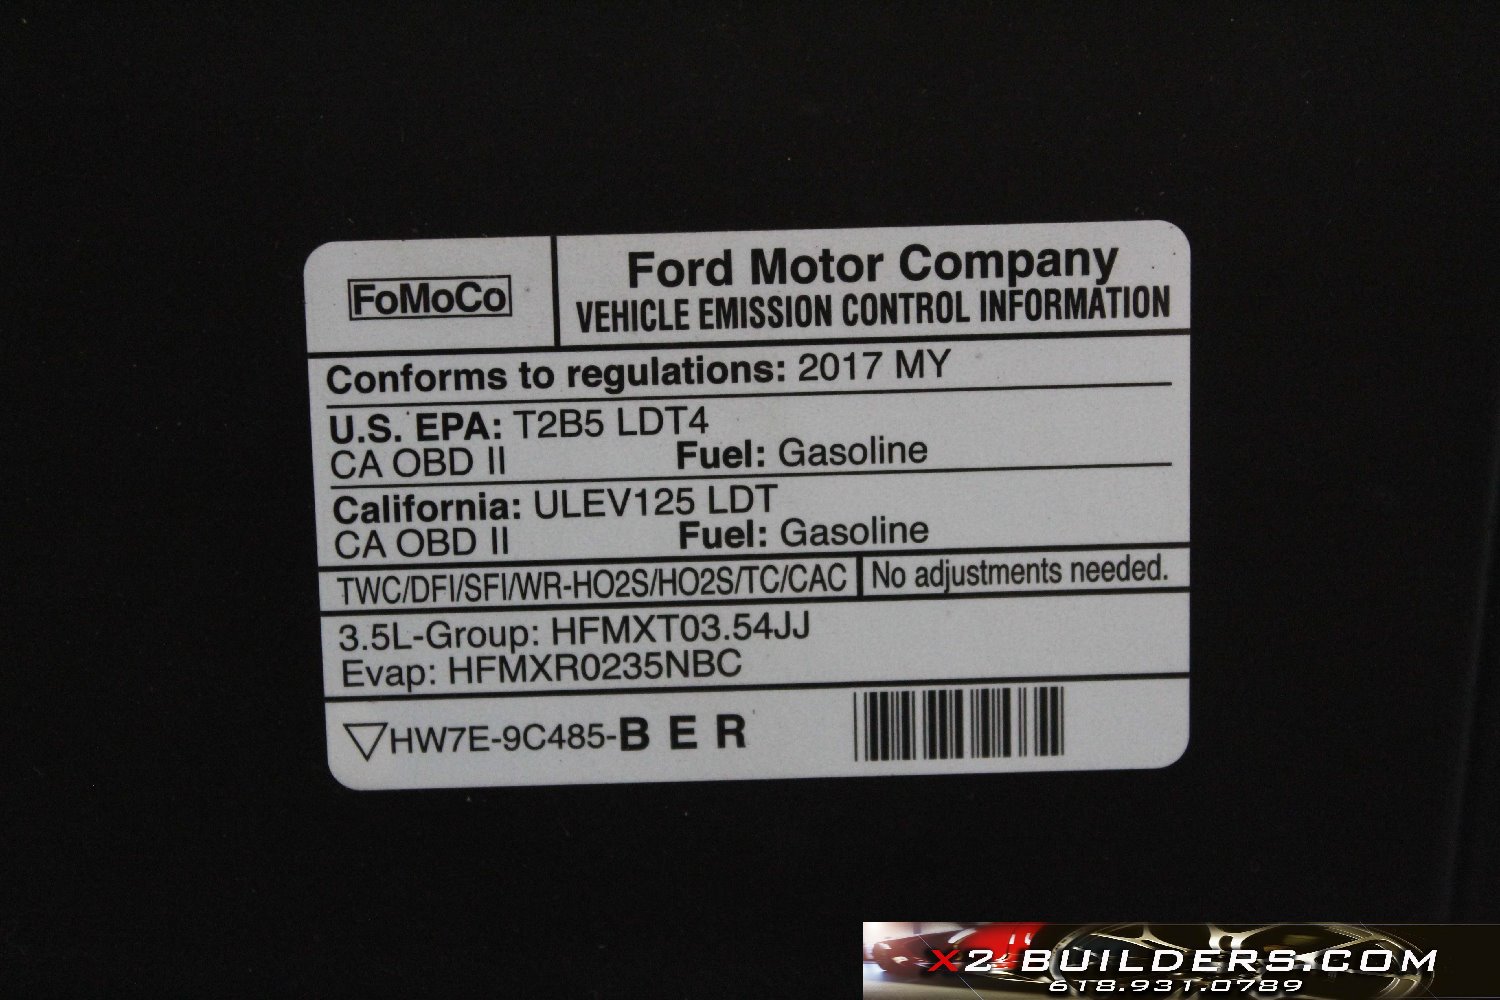 FoMoCo
Ford Motor Company
VEHICLE EMISSION CONTROL INFORMATION
Conforms to regulations: 2017 MY
U.S. EPA: T2B5 LDT4
CA OBD II Fuel: Gasoline
California: ULEV125 LDT
CA OBD II Fuel: Gasoline
TWC/DFI/SFI/WR-HO2S/HO2S/TC/CAC No adjustments needed.
3.5L-Group: HFMXT03.54JJ
Evap: HFMXR0235NBC
HW7E-9C485-B E R
X2-BUILDERS.COM
618.931.0789